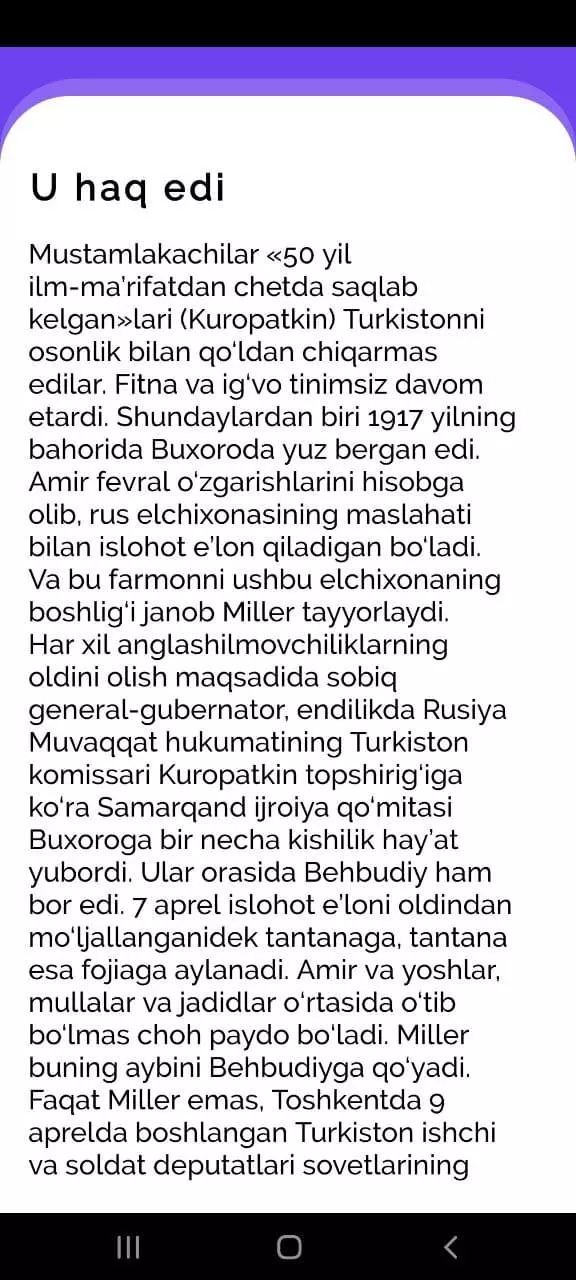 U haq edi
Mustamlakachilar «50 yil
ilm-ma’rifatdan chetda saqlab
kelgan»lari (Kuropatkin) Turkistonni
osonlik bilan qo‘ldan chiqarmas
edilar. Fitna va ig‘vo tinimsiz davom
etardi. Shundaylardan biri 1917 yilning
bahorida Buxoroda yuz bergan edi.
Amir fevral o‘zgarishlarini hisobga
olib, rus elchixonasining maslahati
bilan islohot e’lon qiladigan bo‘ladi.
Va bu farmonni ushbu elchixonaning
boshlig‘i janob Miller tayyorlaydi.
Har xil anglashilmovchiliklarning
oldini olish maqsadida sobiq
general-gubernator, endilikda Rusiya
Muvaqqat hukumatining Turkiston
komissari Kuropatkin topshirig‘iga
ko‘ra Samarqand ijroiya qo‘mitasi
Buxoroga bir necha kishilik hay’at
yubordi. Ular orasida Behbudiy ham
bor edi. 7 aprel islohot e’loni oldindan
mo‘ljallanganidek tantanaga, tantana
esa fojiaga aylanadi. Amir va yoshlar,
mullalar va jadidlar o‘rtasida o‘tib
bo‘lmas choh paydo bo‘ladi. Miller
buning aybini Behbudiyga qo‘yadi.
Faqat Miller emas, Toshkentda 9
aprelda boshlangan Turkiston ishchi
va soldat deputatlari sovetlarining